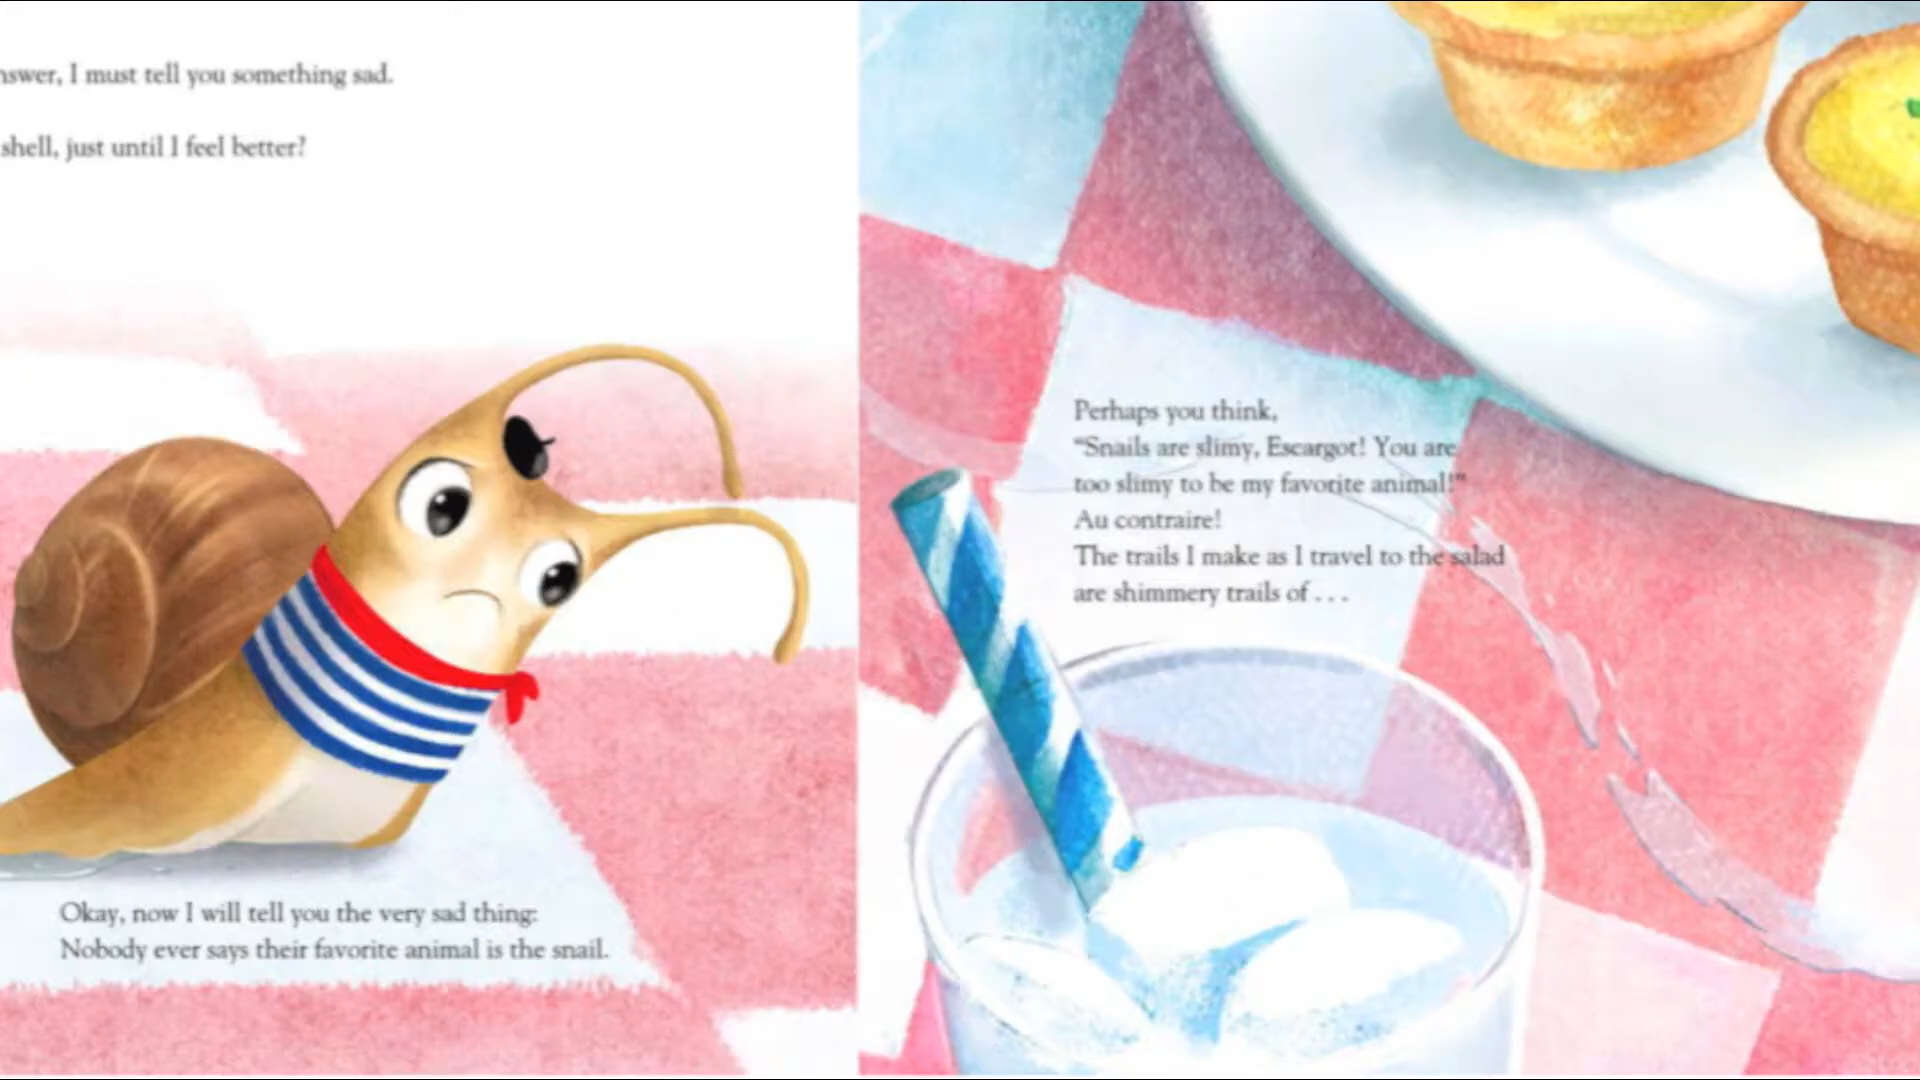 I must tell you something sad.
shell, just until I feel better?
Okay, now I will tell you the very sad thing:
Nobody ever says their favorite animal is the snail.
Perhaps you think,
“Snails are slimy, Escargot! You are
too slimy to be my favorite animal!”
Au contraire!
The trails I make as I travel to the salad
are shimmery trails of . . .